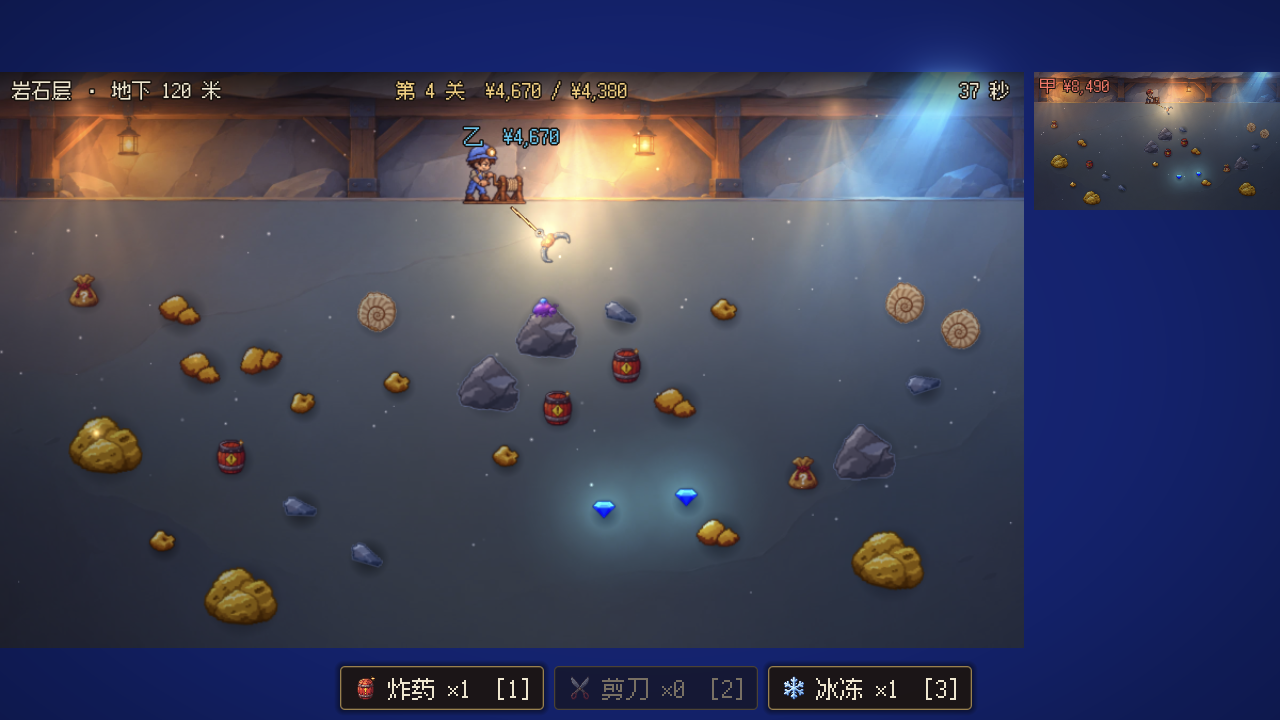 岩石层 · 地下 120 米
第 4 关 ¥4,670 / ¥4,380
37 秒
甲 ¥8,490
乙 ¥4,670
炸药 ×1 [1]
剪刀 ×0 [2]
冰冻 ×1 [3]